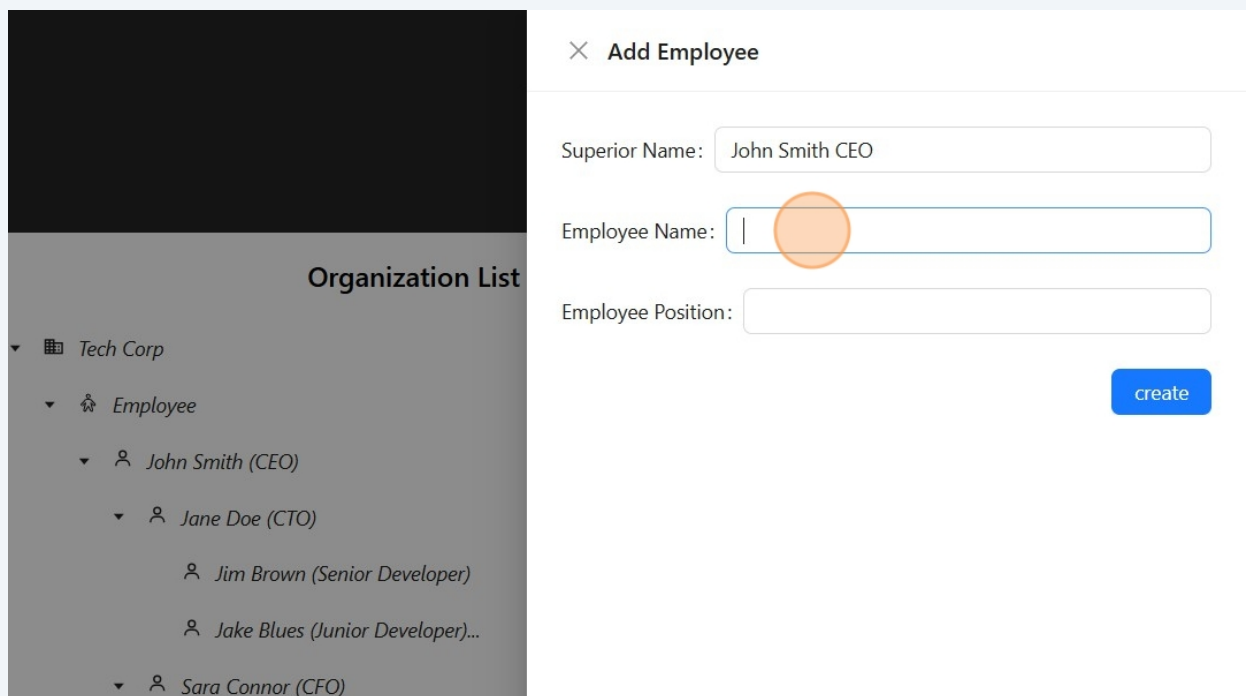 Add Employee
Superior Name: John Smith CEO
Employee Name:
Employee Position:
create
Organization List
Tech Corp
Employee
John Smith (CEO)
Jane Doe (CTO)
Jim Brown (Senior Developer)
Jake Blues (Junior Developer)...
Sara Connor (CFO)